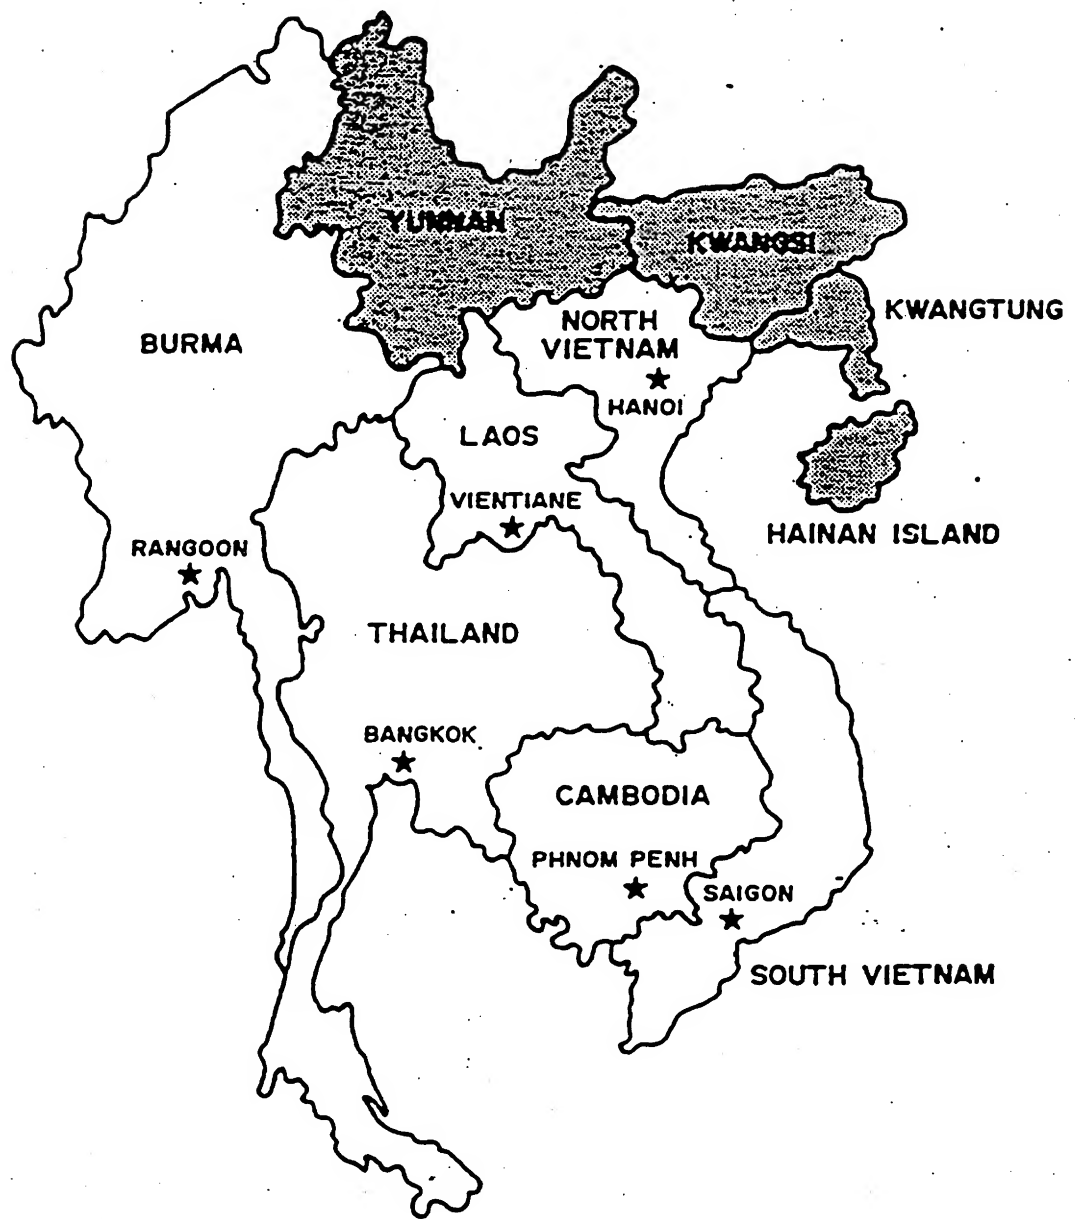 YUNNAN
KWANGSI
KWANGTUNG
NORTH
VIETNAM
BURMA
HANOI
LAOS
VIENTIANE
HAINAN ISLAND
RANGOON
THAILAND
BANGKOK
CAMBODIA
PHNOM PENH
SAIGON
SOUTH VIETNAM